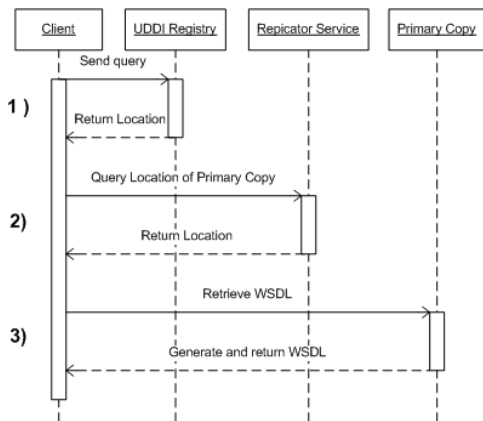 Client
UDDI Registry
Repicator Service
Primary Copy
Send query
1 )
Return Location
Query Location of Primary Copy
2)
Return Location
Retrieve WSDL
3)
Generate and return WSDL